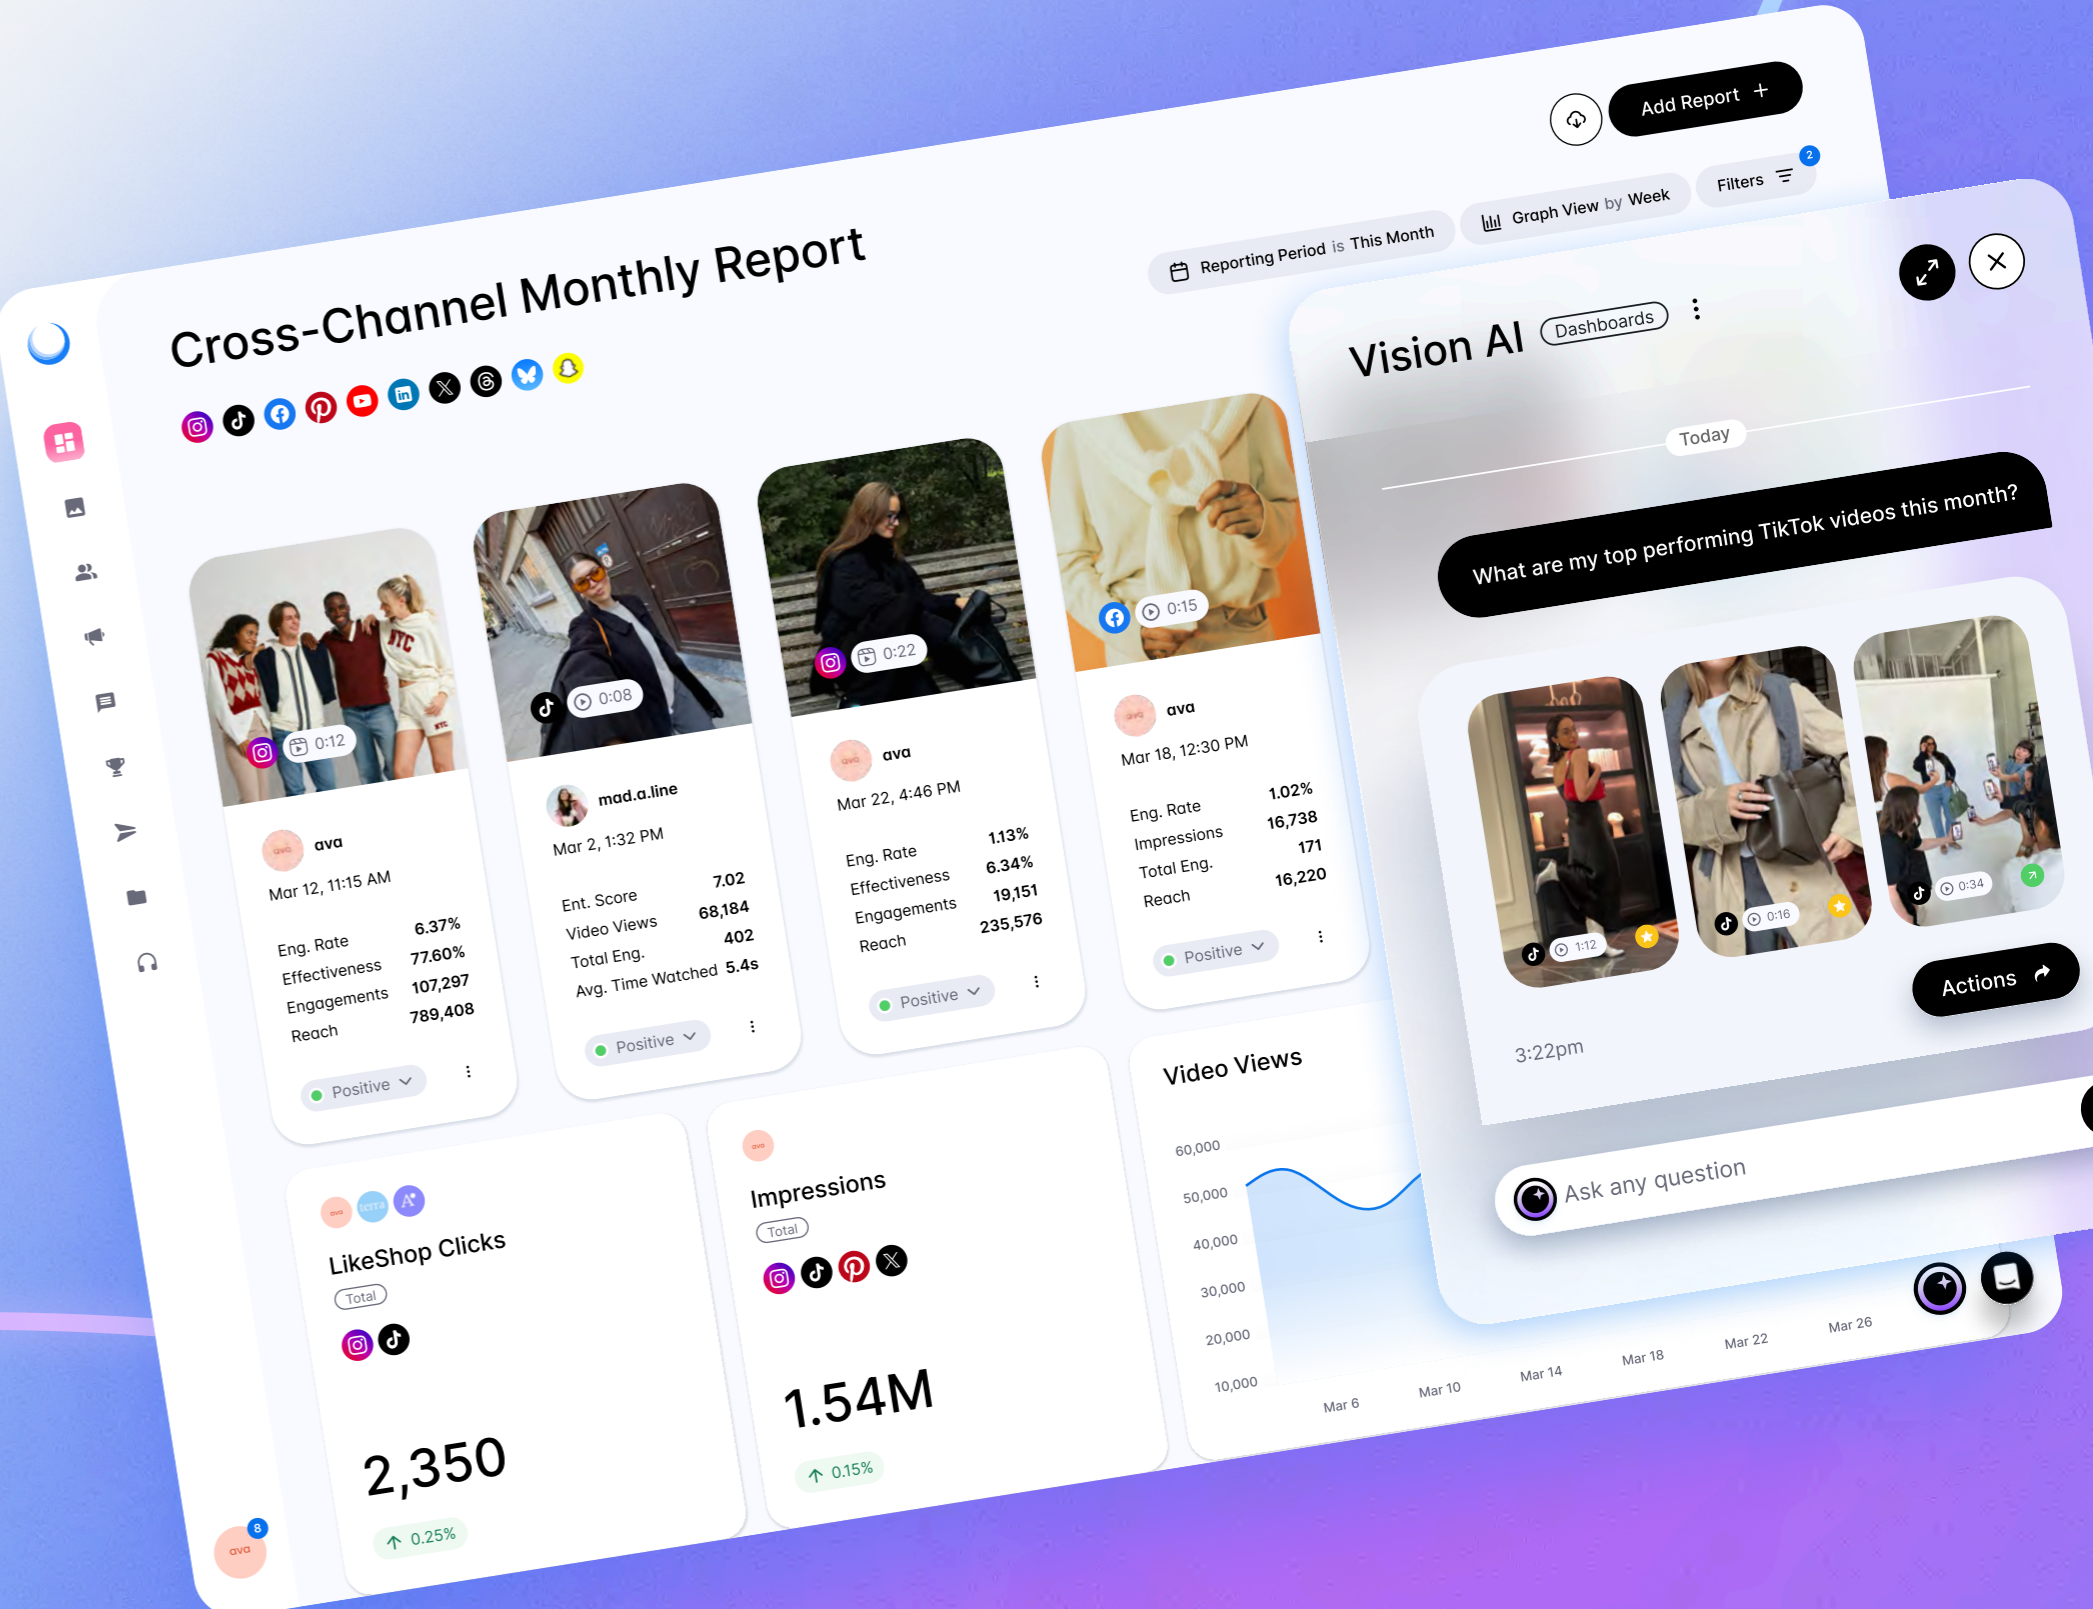 Add Report
Reporting Period is This Month
Graph View by Week
Filters
2
Cross-Channel Monthly Report
NYC
0:12
ava
ava
Mar 12, 11:15 AM
Eng. Rate 6.37%
Effectiveness 77.60%
Engagements 107,297
Reach 789,408
Positive
0:08
mad.a.line
Mar 2, 1:32 PM
Ent. Score 7.02
Video Views 68,184
Total Eng. 402
Avg. Time Watched 5.4s
Positive
0:22
ava
ava
Mar 22, 4:46 PM
Eng. Rate 1.13%
Effectiveness 6.34%
Engagements 19,151
Reach 235,576
Positive
0:15
ava
ava
Mar 18, 12:30 PM
Eng. Rate 1.02%
Impressions 16,738
Total Eng. 171
Reach 16,220
Positive
ava
terra
A
LikeShop Clicks
Total
2,350
0.25%
ava
Impressions
Total
1.54M
0.15%
Video Views
60,000
50,000
40,000
30,000
20,000
10,000
Mar 6
Mar 10
Mar 14
Mar 18
Mar 22
Mar 26
8
ava
Vision AI
Dashboards
Today
What are my top performing TikTok videos this month?
1:12
0:16
0:34
Actions
3:22pm
Ask any question